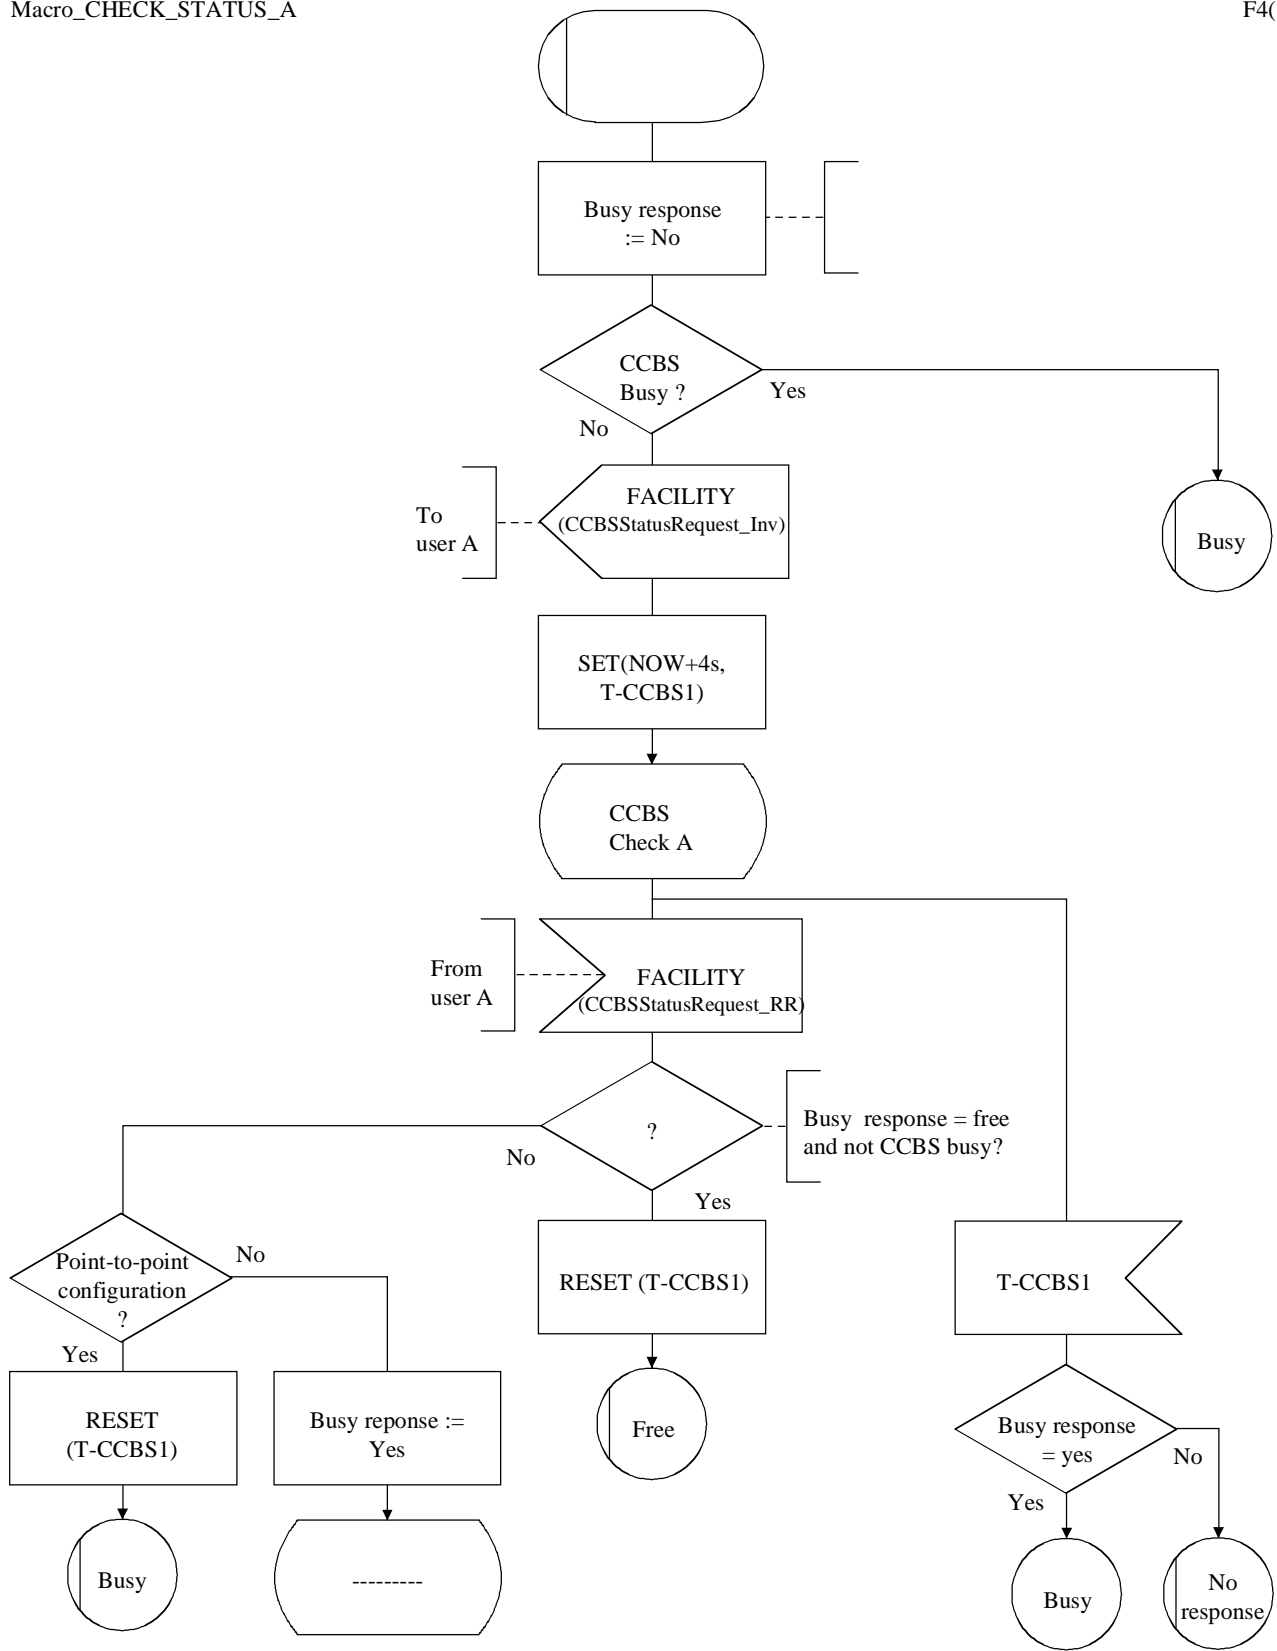 Macro_CHECK_STATUS_A
F4(
Busy response
:= No
CCBS
Busy ?
Yes
No
FACILITY
(CCBSStatusRequest_Inv)
To
user A
Busy
SET(NOW+4s,
T-CCBS1)
CCBS
Check A
From
user A
FACILITY
(CCBSStatusRequest_RR)
?
Busy  response = free
and not CCBS busy?
No
Yes
Point-to-point
configuration
?
No
RESET (T-CCBS1)
T-CCBS1
Yes
RESET
(T-CCBS1)
Busy reponse :=
Yes
Free
Busy response
= yes
No
Yes
Busy
---------
Busy
No
response